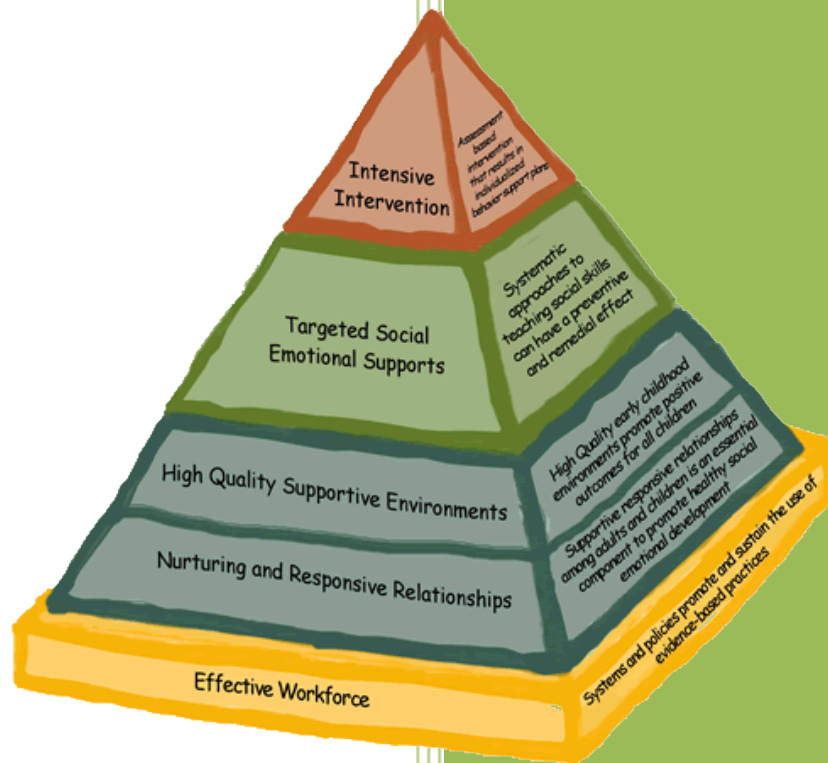 Intensive
Intervention
Assessment
based
intervention
that results in
individualized
behavior support plans
Targeted Social
Emotional Supports
Systematic
approaches to
teaching social skills
can have a preventive
and remedial effect
High Quality Supportive Environments
High Quality early childhood
environments promote positive
outcomes for all children
Nurturing and Responsive Relationships
Supportive responsive relationships
among adults and children is an essential
component to promote healthy social
emotional development
Effective Workforce
Systems and policies promote and sustain the use of
evidence-based practices